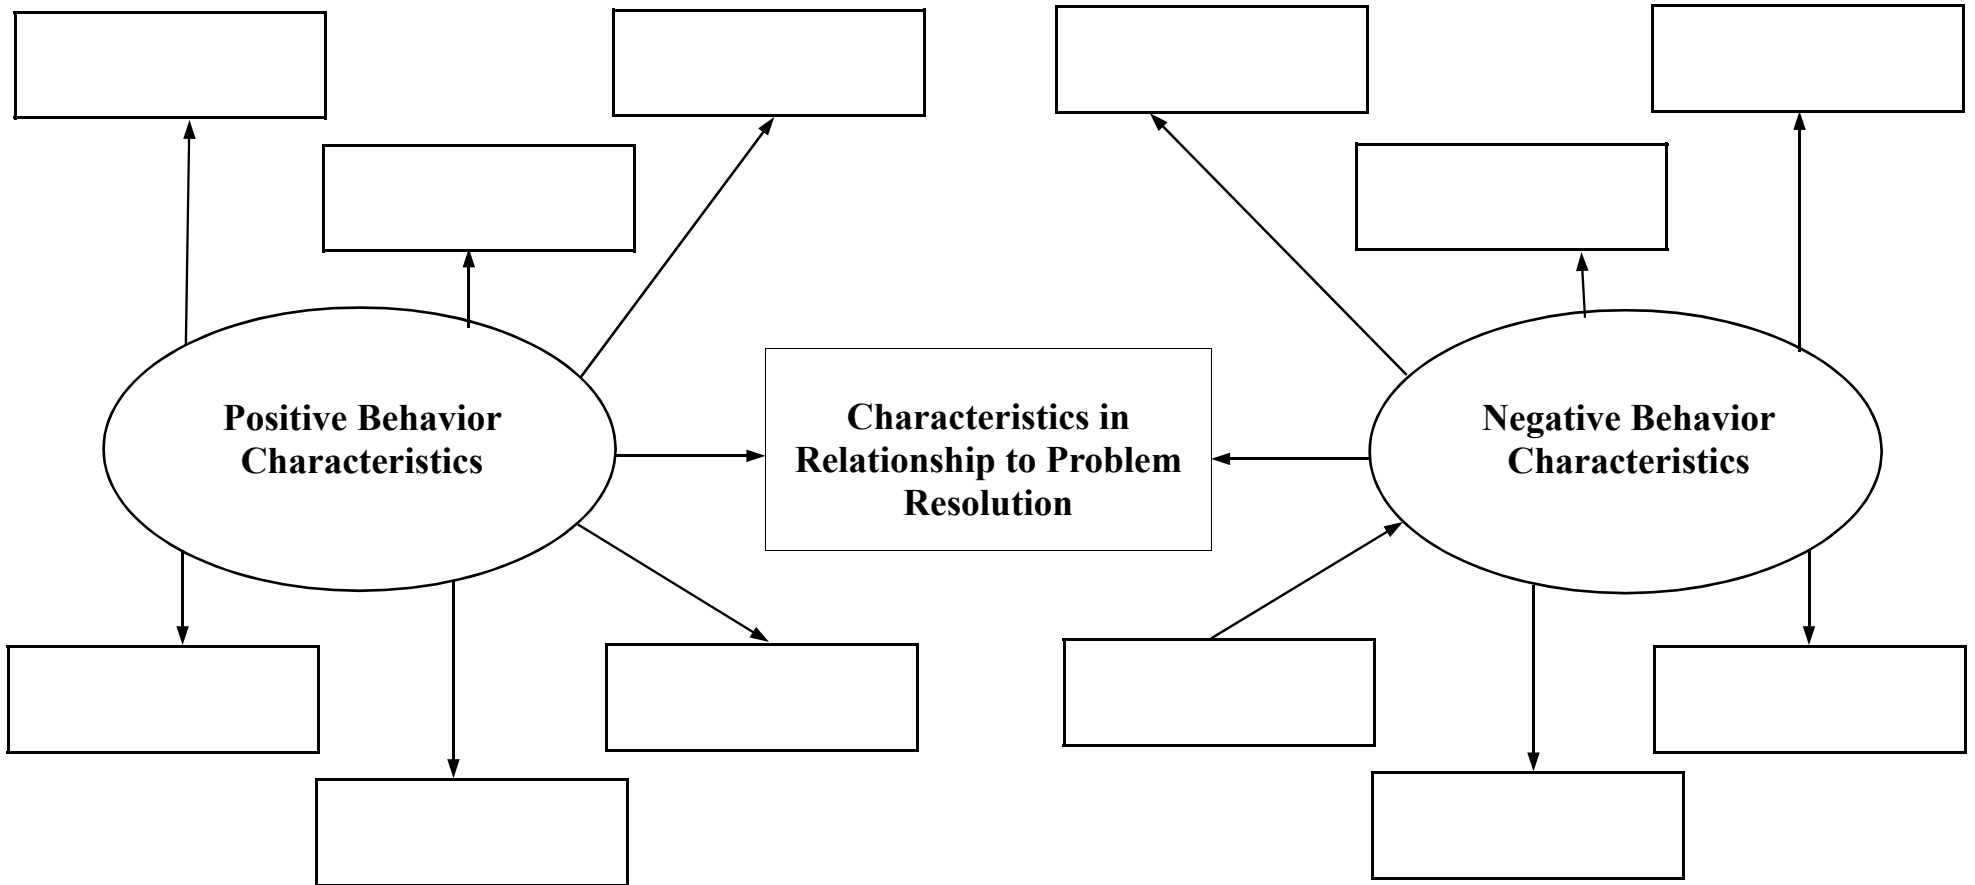 Positive Behavior
Characteristics
Characteristics in
Relationship to Problem
Resolution
Negative Behavior
Characteristics